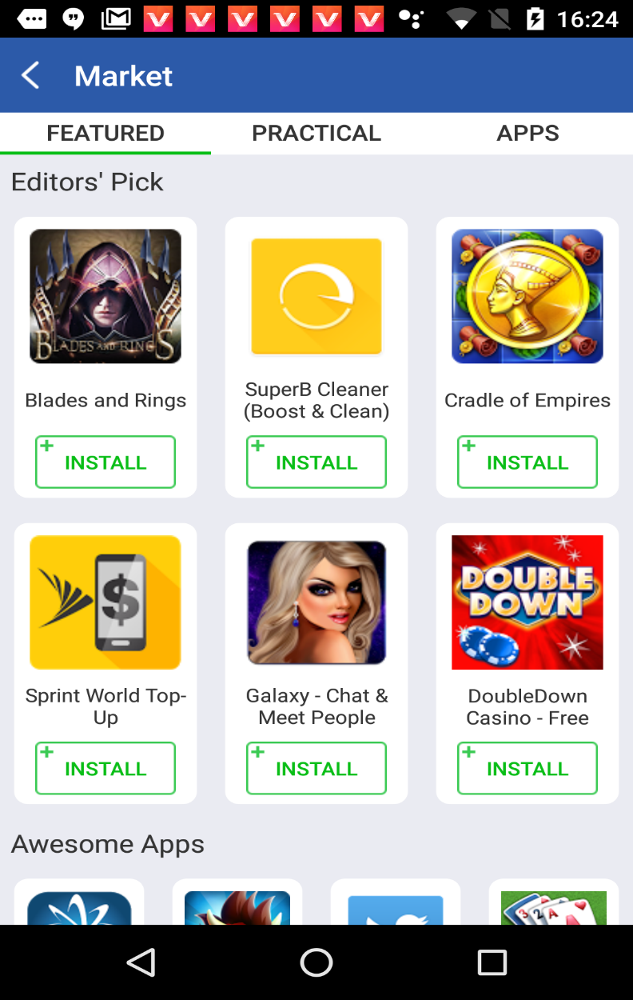 16:24
Market
FEATURED PRACTICAL APPS
Editors' Pick
BLADES AND RINGS
Blades and Rings
SuperB Cleaner
(Boost & Clean)
Cradle of Empires
INSTALL INSTALL INSTALL
$
DOUBLE
DOWN
Sprint World Top-
Up
Galaxy - Chat &
Meet People
DoubleDown
Casino - Free
INSTALL INSTALL INSTALL
Awesome Apps
3 2 A A